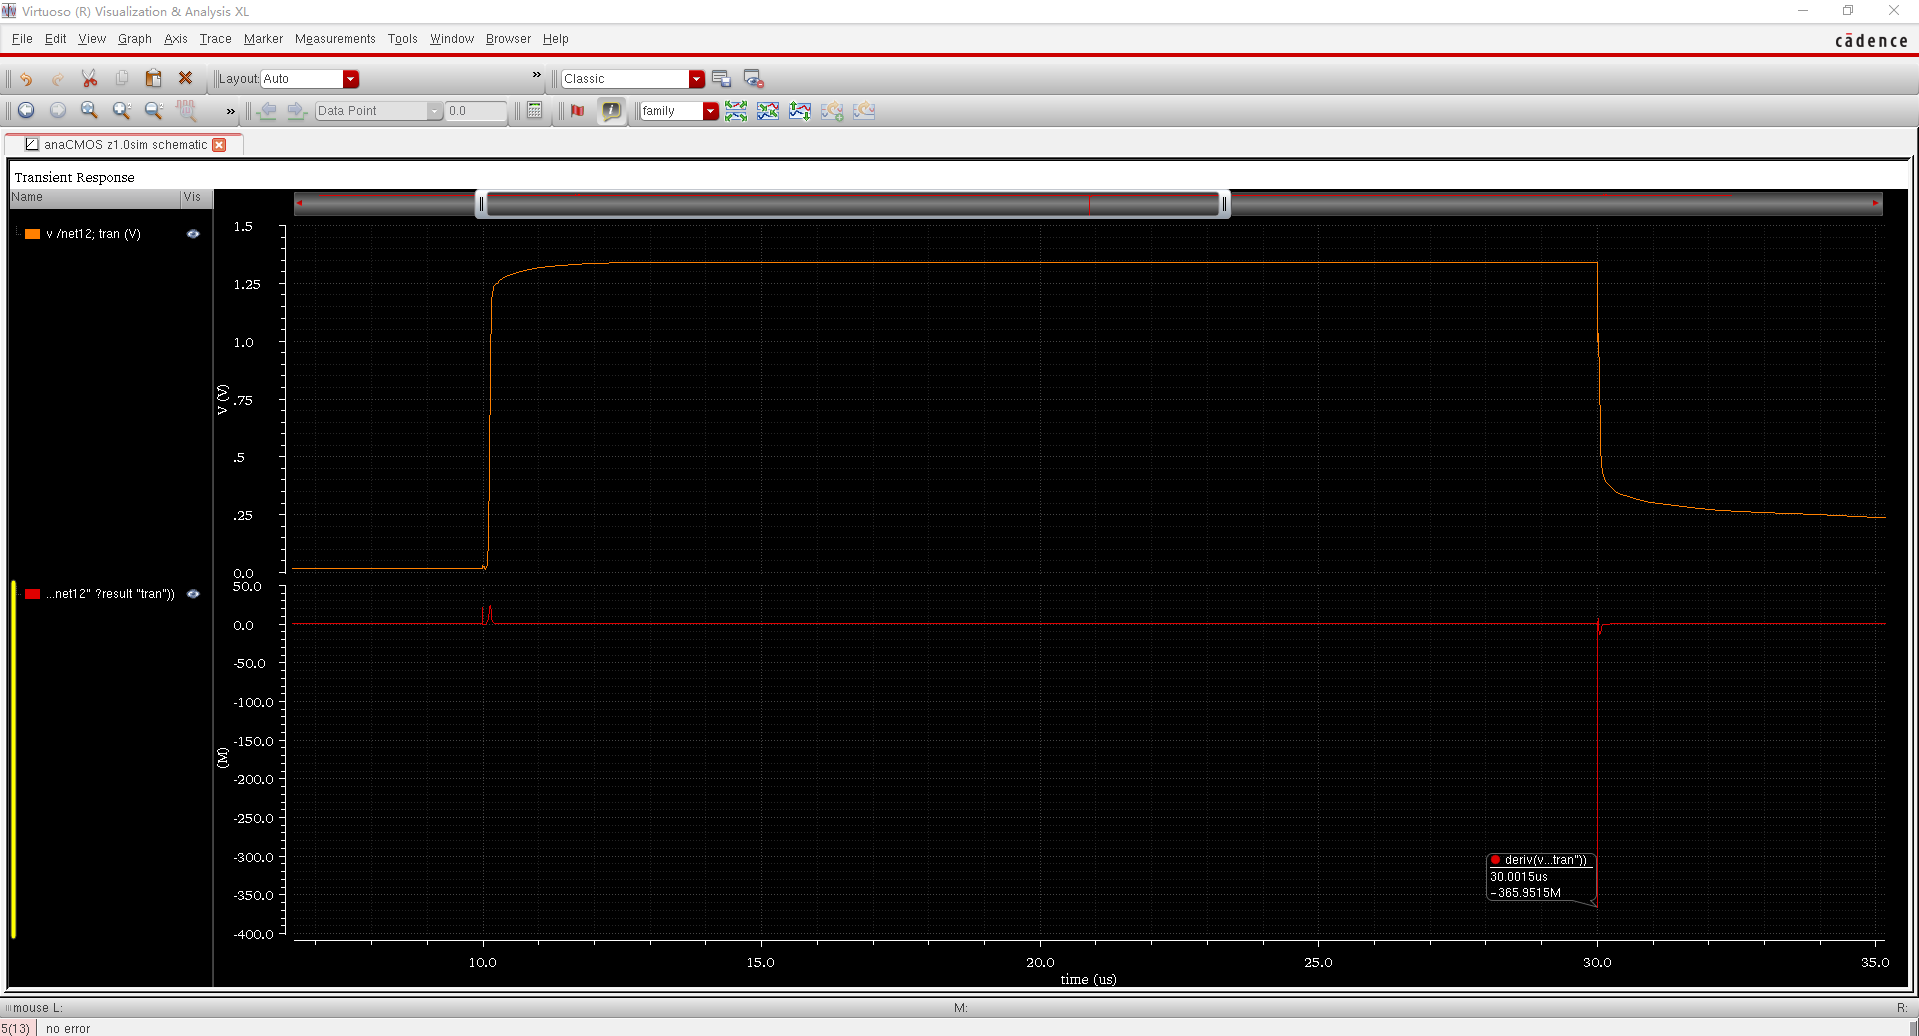 Virtuoso (R) Visualization & Analysis XL
File Edit View Graph Axis Trace Marker Measurements Tools Window Browser Help
cādence
Layout: Auto » Classic
» Data Point 0.0 family
anaCMOS z1.0sim schematic
Transient Response
Name Vis
v /net12; tran (V)
1.5
1.25
1.0
.75
.5
.25
0.0
V (V)
...net12" ?result "tran"))
50.0
0.0
-50.0
-100.0
-150.0
-200.0
-250.0
-300.0
-350.0
-400.0
(M)
deriv(v...tran"))
30.0015us
-365.9515M
10.0 15.0 20.0 25.0 30.0 35.0
time (us)
mouse L: M: R:
5(13) no error